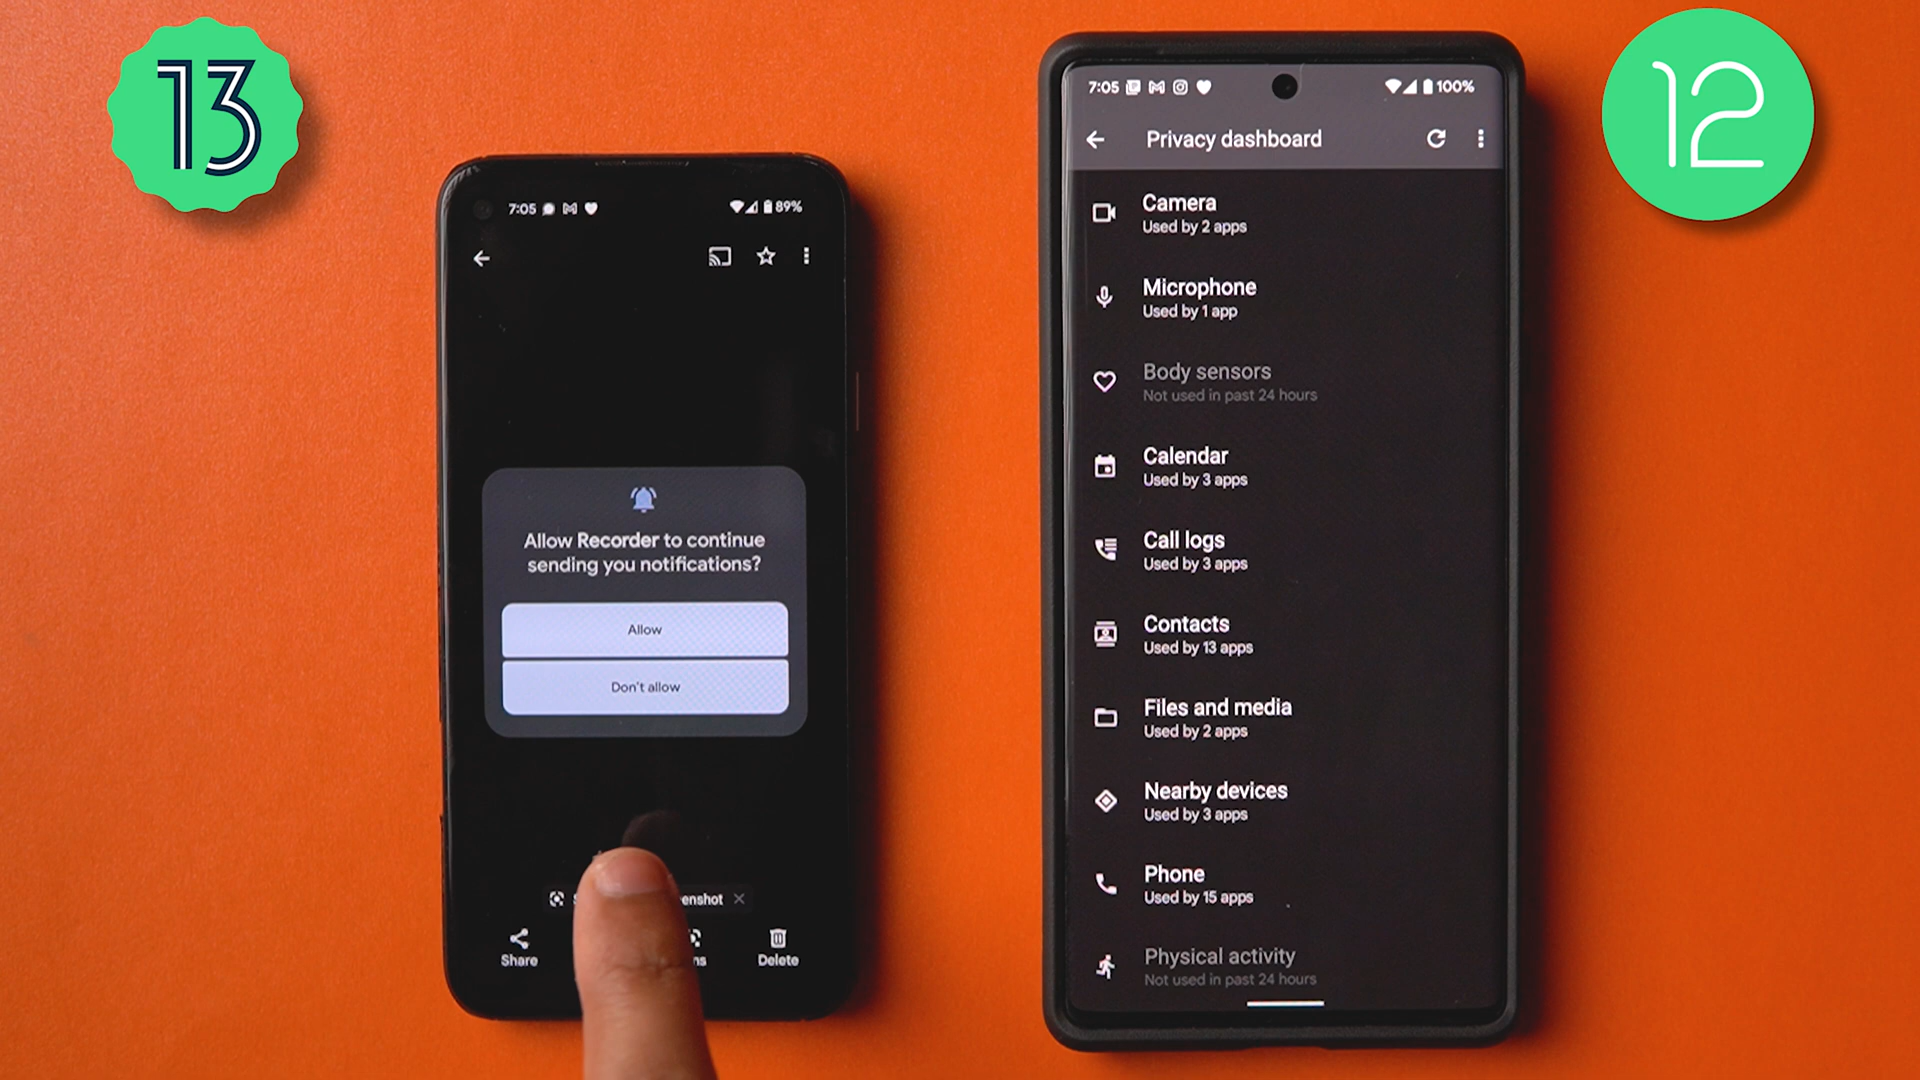 13
7:05
89%
Allow Recorder to continue
sending you notifications?
Allow
Don't allow
Share
Delete
12
7:05
100%
Privacy dashboard
Camera
Used by 2 apps
Microphone
Used by 1 app
Body sensors
Not used in past 24 hours
Calendar
Used by 3 apps
Call logs
Used by 3 apps
Contacts
Used by 13 apps
Files and media
Used by 2 apps
Nearby devices
Used by 3 apps
Phone
Used by 15 apps
Physical activity
Not used in past 24 hours